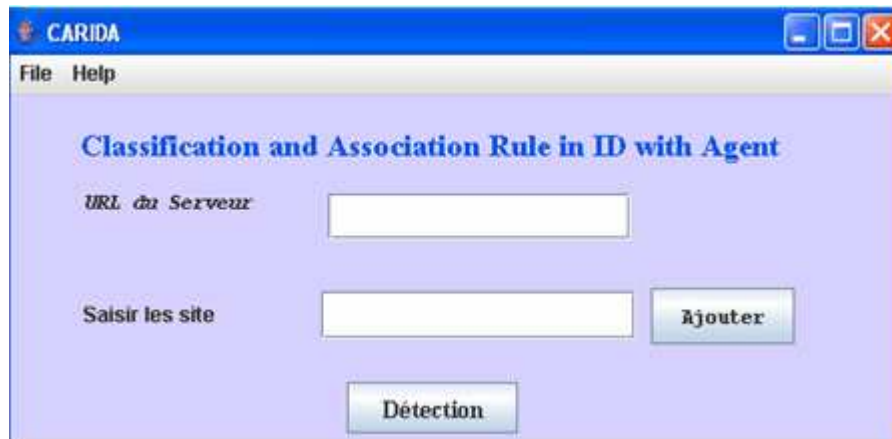 CARIDA
File Help
Classification and Association Rule in ID with Agent
URL du Serveur
Saisir les site
Ajouter
Détection